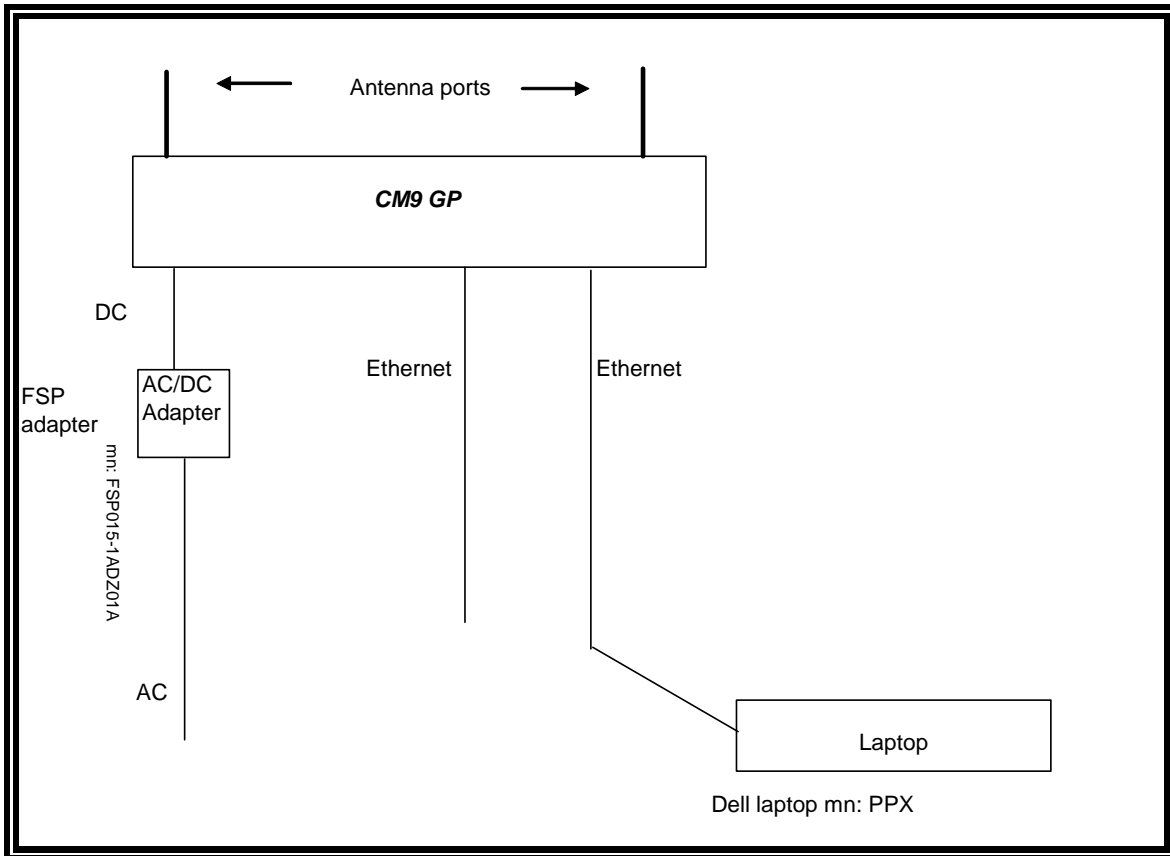 Antenna ports
CM9 GP
DC
Ethernet
Ethernet
FSP
adapter
AC/DC
Adapter
mn: FSP015-1ADZ01A
AC
Laptop
Dell laptop mn: PPX